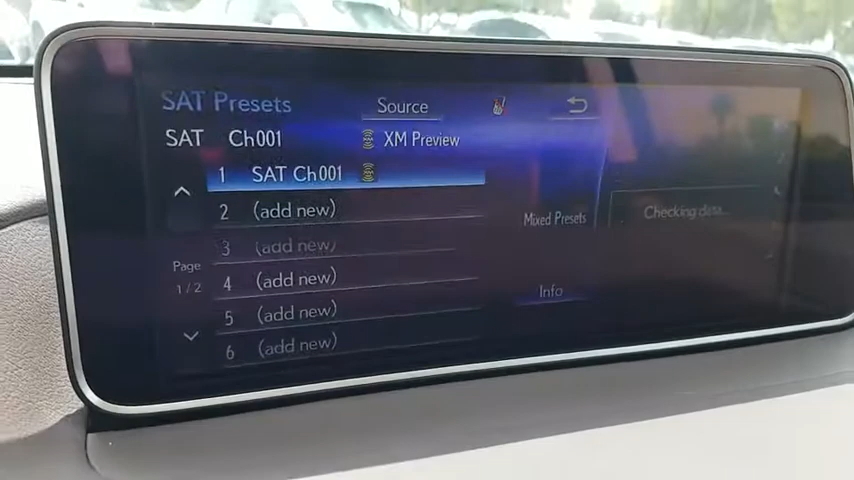 SAT Presets
Source
SAT Ch001
XM Preview
1 SAT Ch001
2 (add new)
3 (add new)
4 (add new)
5 (add new)
6 (add new)
Page
1/2
Mixed Presets
Info
Checking data...